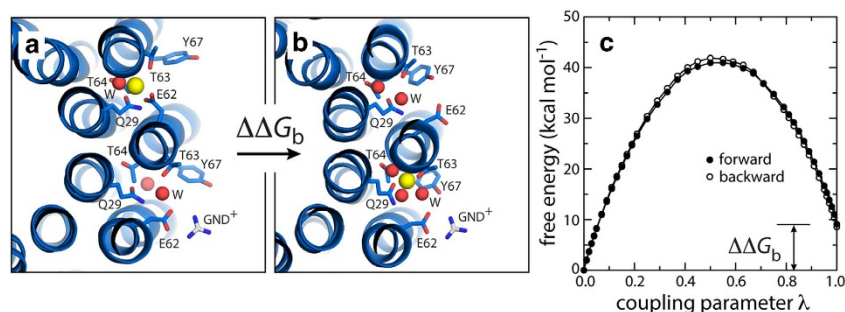 a
Y67
T64
T63
W
E62
Q29
T64
T63
Y67
W
Q29
GND+
E62
ΔΔG_b
b
T63
T64
Y67
W
Q29
E62
T64
T63
Y67
Q29
W
GND+
E62
c
free energy (kcal mol⁻¹)
50
40
30
20
10
0
forward
backward
ΔΔG_b
0.0 0.2 0.4 0.6 0.8 1.0
coupling parameter λ